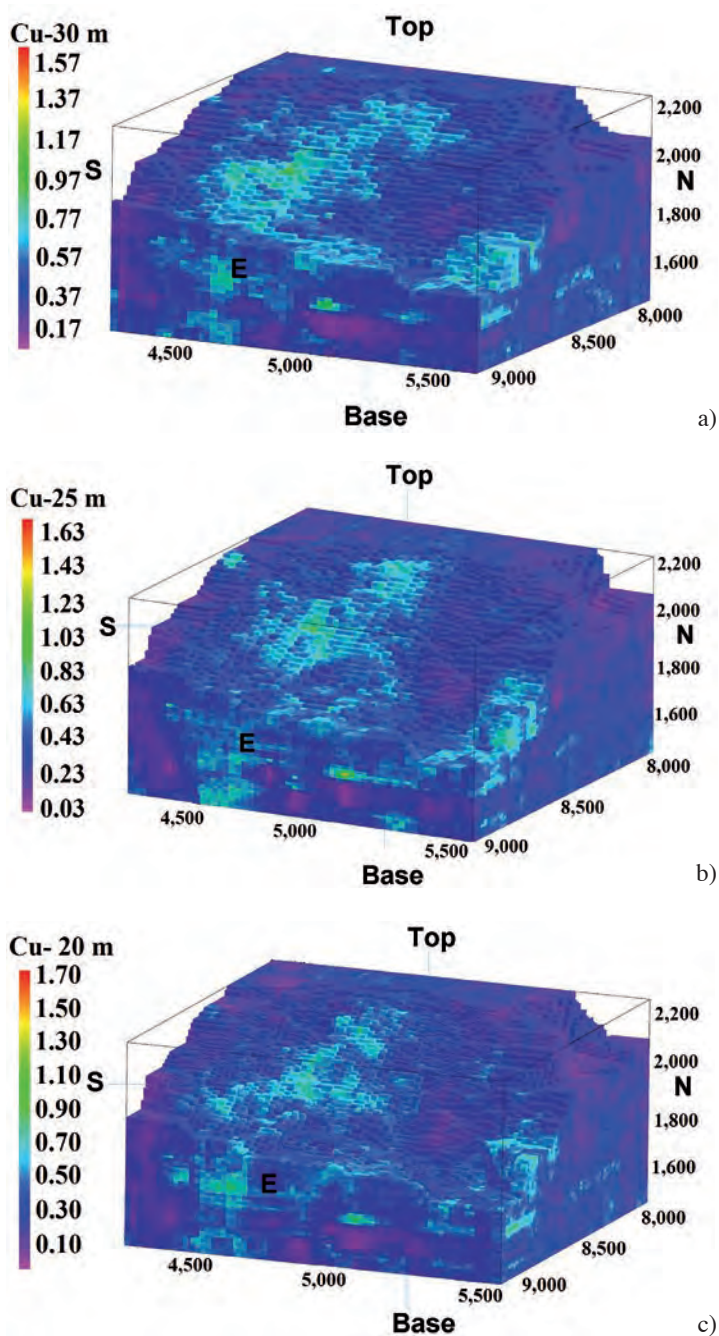 Cu-30 m
Top
1.57
1.37
1.17
0.97
0.77
0.57
0.37
0.17
S
E
N
2,200
2,000
1,800
1,600
8,000
8,500
9,000
4,500
5,000
5,500
Base
a)
Cu-25 m
Top
1.63
1.43
1.23
1.03
0.83
0.63
0.43
0.23
0.03
S
E
N
2,200
2,000
1,800
1,600
8,000
8,500
9,000
4,500
5,000
5,500
Base
b)
Cu- 20 m
Top
1.70
1.50
1.30
1.10
0.90
0.70
0.50
0.30
0.10
S
E
N
2,200
2,000
1,800
1,600
8,000
8,500
9,000
4,500
5,000
5,500
Base
c)